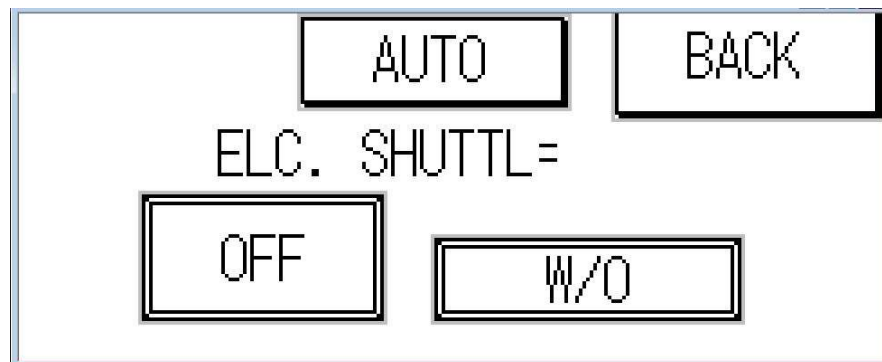 AUTO
BACK
ELC. SHUTTL=
OFF
W/O